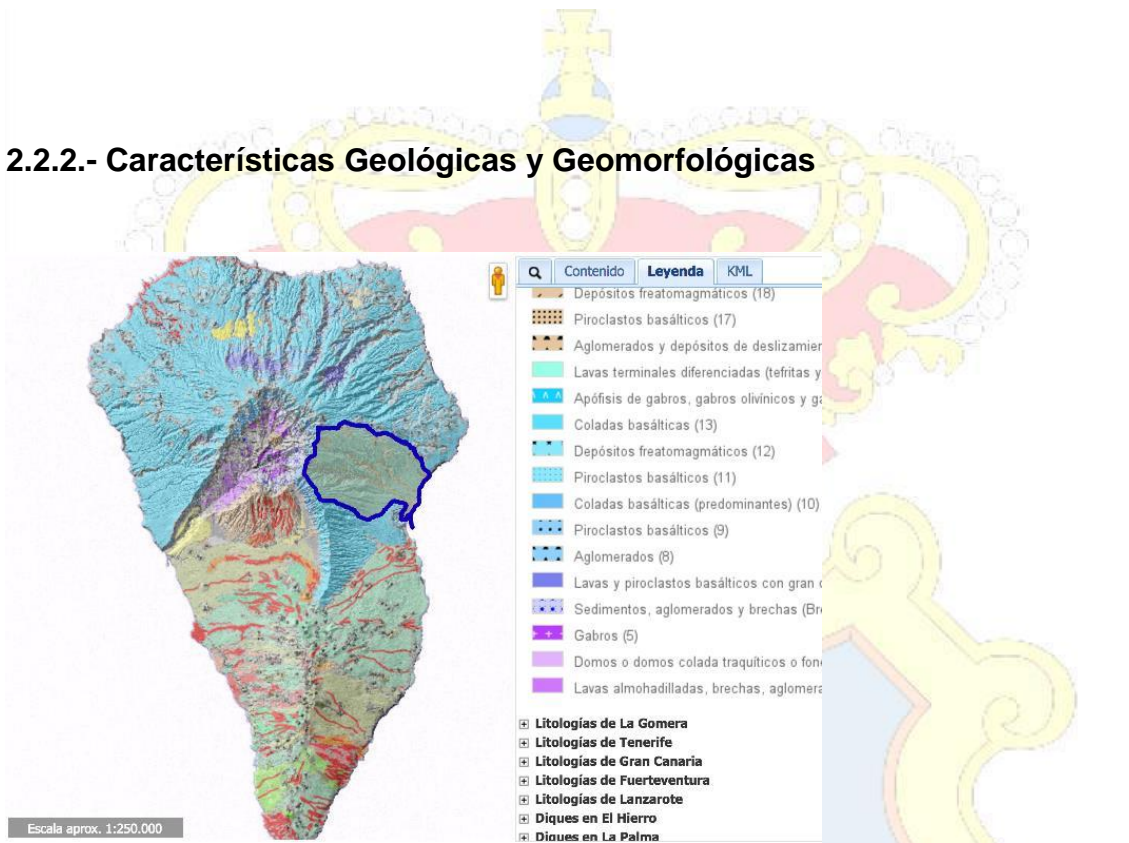 2.2.2.- Características Geológicas y Geomorfológicas
Contenido Leyenda KML
Depósitos freatomagmáticos (18)
Piroclastos basálticos (17)
Aglomerados y depósitos de deslizamier
Lavas terminales diferenciadas (tefritas y
Apófisis de gabros, gabros olivínicos y ga
Coladas basálticas (13)
Depósitos freatomagmáticos (12)
Piroclastos basálticos (11)
Coladas basálticas (predominantes) (10)
Piroclastos basálticos (9)
Aglomerados (8)
Lavas y piroclastos basálticos con gran
Sedimentos, aglomerados y brechas (Bre
Gabros (5)
Domos o domos colada traquíticos o fon
Lavas almohadilladas, brechas, aglomera
Litologías de La Gomera
Litologías de Tenerife
Litologías de Gran Canaria
Litologías de Fuerteventura
Litologías de Lanzarote
Diques en El Hierro
Diques en La Palma
Escala aprox. 1:250.000